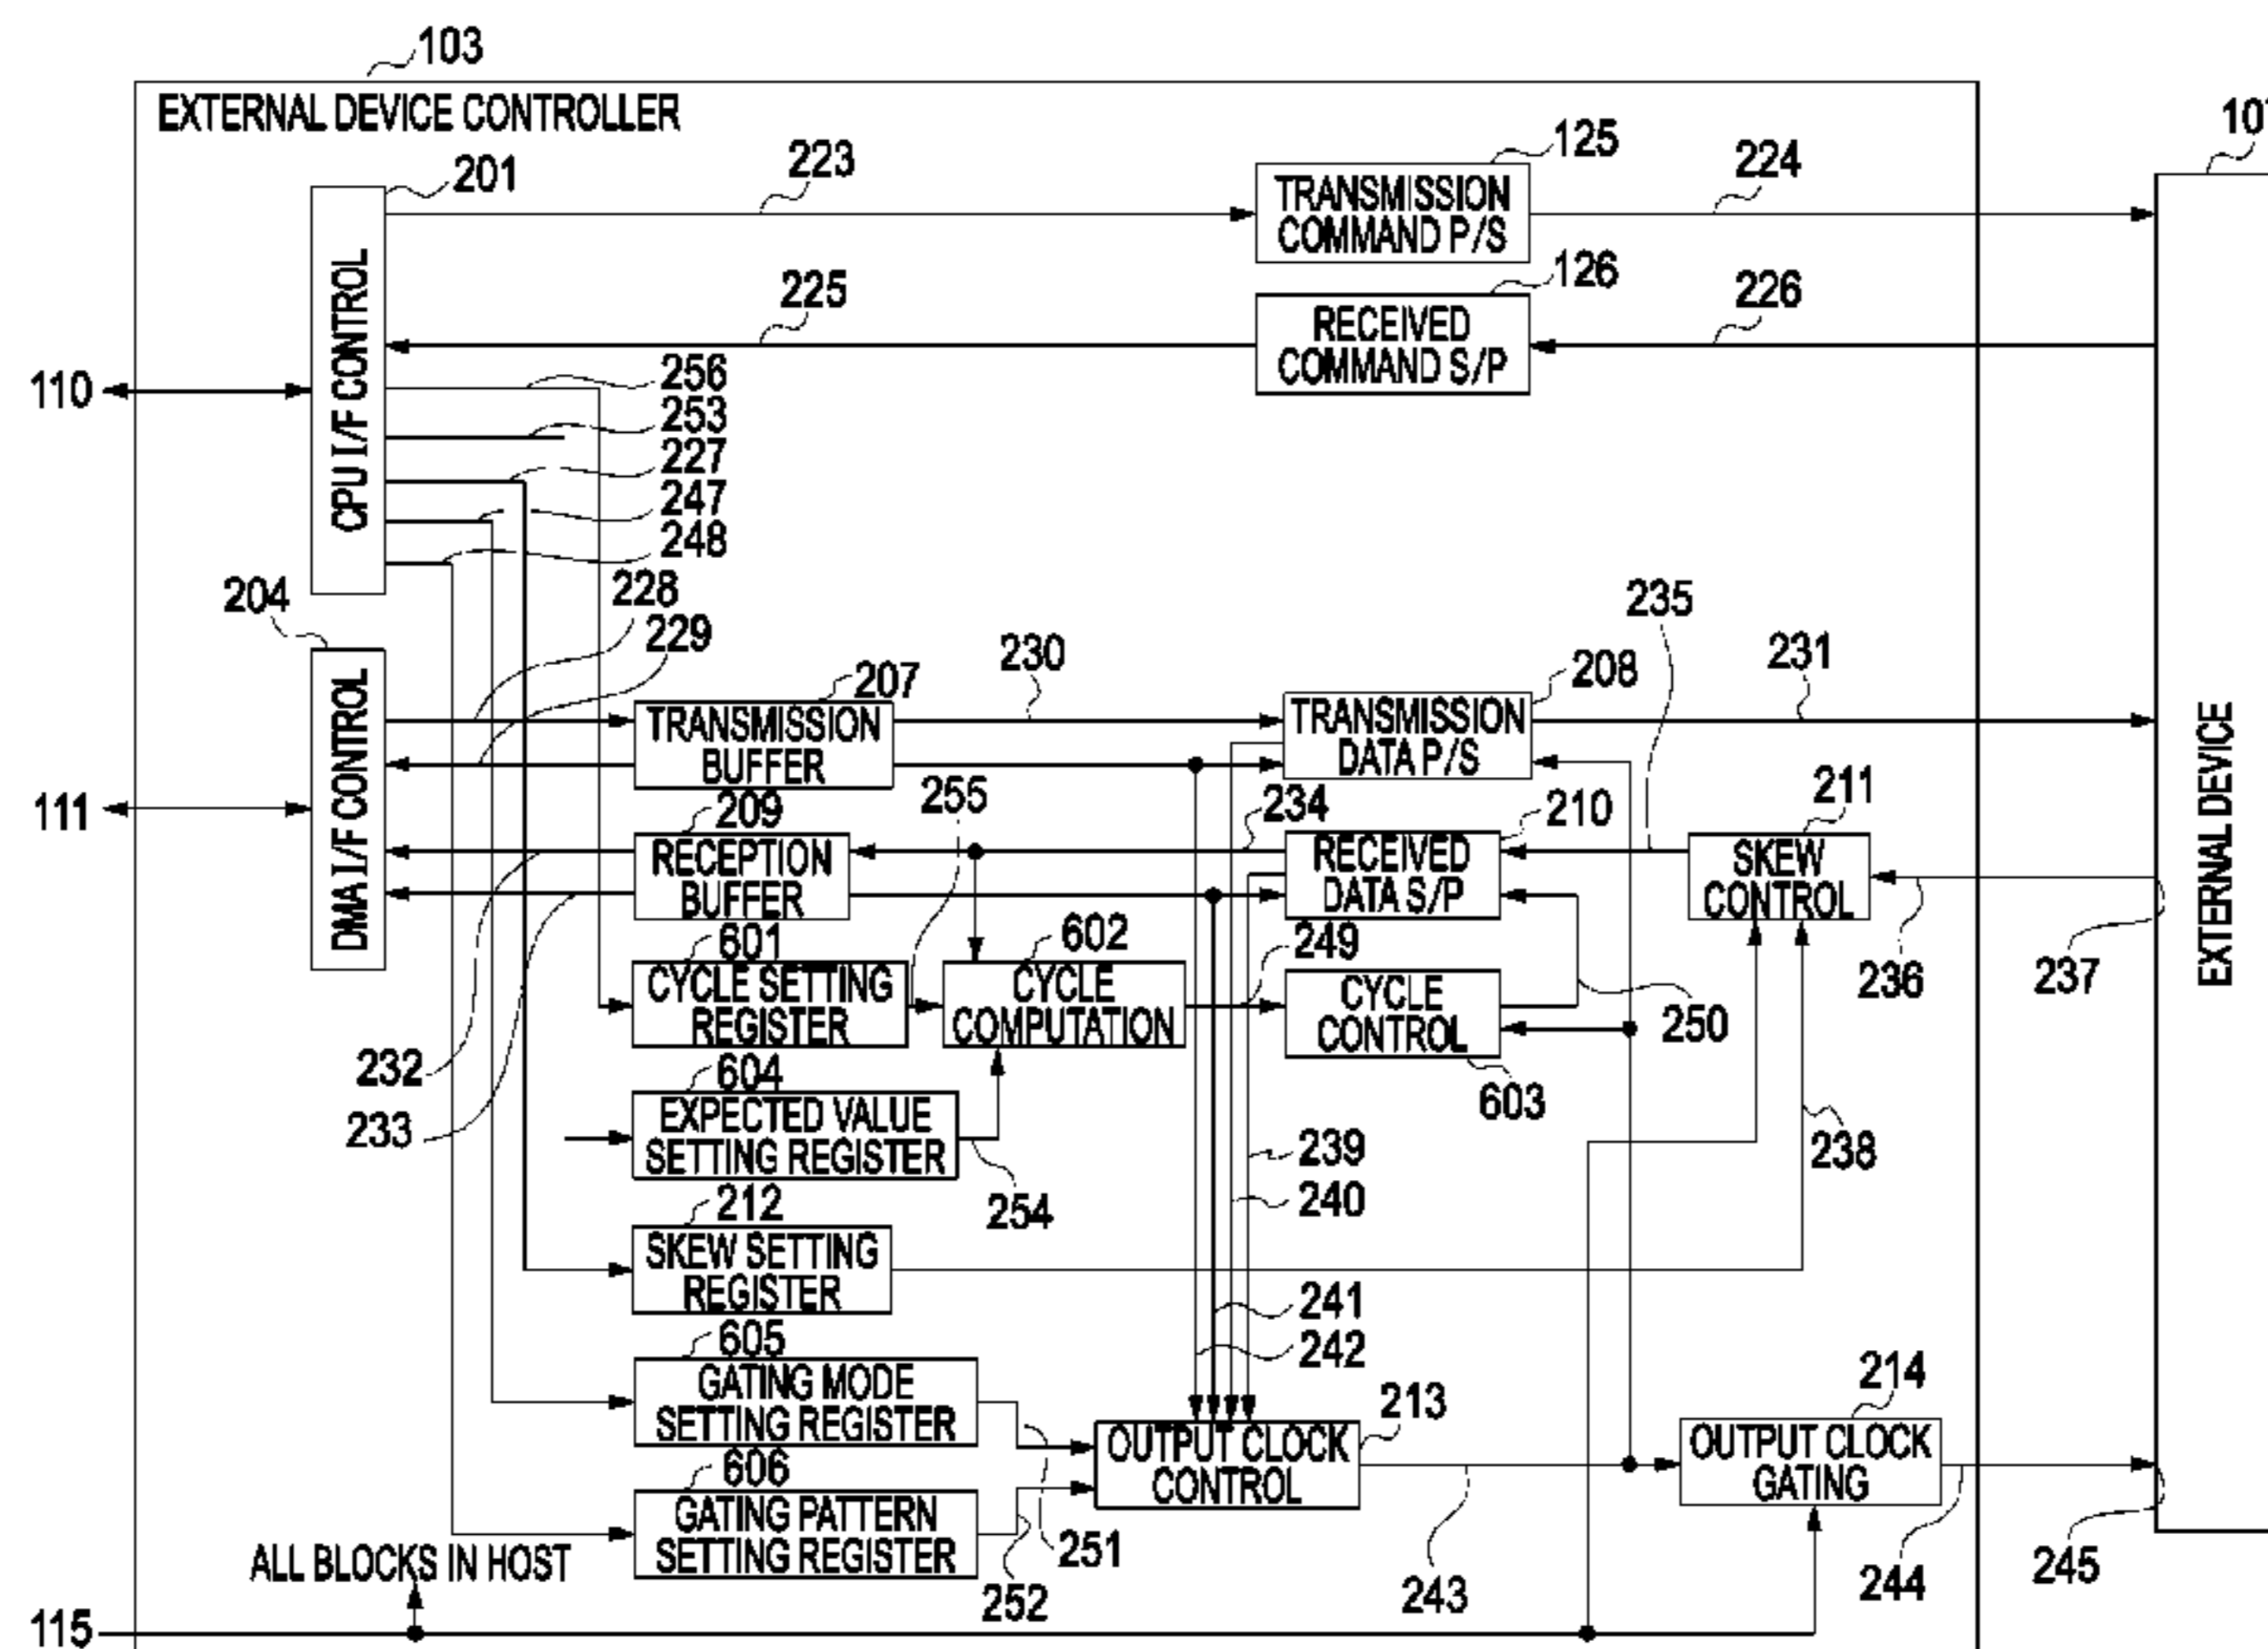 103
EXTERNAL DEVICE CONTROLLER
201
223
125
TRANSMISSION
COMMAND P/S
224
225
126
RECEIVED
COMMAND S/P
226
110
CPU I/F CONTROL
256
253
227
247
248
204
228
229
DMA I/F CONTROL
111
207
TRANSMISSION
BUFFER
230
208
TRANSMISSION
DATA P/S
235
231
209
RECEPTION
BUFFER
255
234
210
RECEIVED
DATA S/P
211
SKEW
CONTROL
236
237
EXTERNAL DEVICE
601
CYCLE SETTING
REGISTER
602
CYCLE
COMPUTATION
249
CYCLE
CONTROL
603
250
232
233
604
EXPECTED VALUE
SETTING REGISTER
254
239
240
238
212
SKEW SETTING
REGISTER
241
242
605
GATING MODE
SETTING REGISTER
606
GATING PATTERN
SETTING REGISTER
251
252
213
OUTPUT CLOCK
CONTROL
243
214
OUTPUT CLOCK
GATING
244
245
ALL BLOCKS IN HOST
115